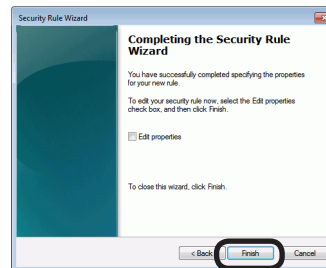 Security Rule Wizard
Completing the Security Rule
Wizard
You have successfully completed specifying the properties
for your new rule.
To edit your security rule now, select the Edit properties
check box, and then click Finish.
Edit properties
To close this wizard, click Finish.
< Back
Finish
Cancel